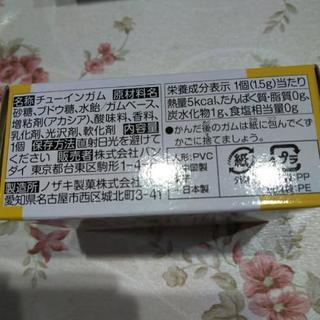 名称 チューインガム 原材料名
砂糖、ブドウ糖、水飴/ガムベース、
増粘剤(アカシア)、酸味料、香料、
乳化剤、光沢剤、軟化剤 内容量
1個 保存方法 直射日光を避けて
ください 販売者 株式会社バン
ダイ 東京都台東区駒形1-
製造所 ノザキ製菓株式会社
愛知県名古屋市西区城北町3-41
栄養成分表示 1個(1.5g)当たり
熱量5kcal、たんぱく質・脂質0g、
炭水化物1g、食塩相当量0g
●かんだ後のガムは紙に包んでくず
かごに捨てましょう。
人形:PVC
中国製
日本製
紙
プラ
:PP
:PE